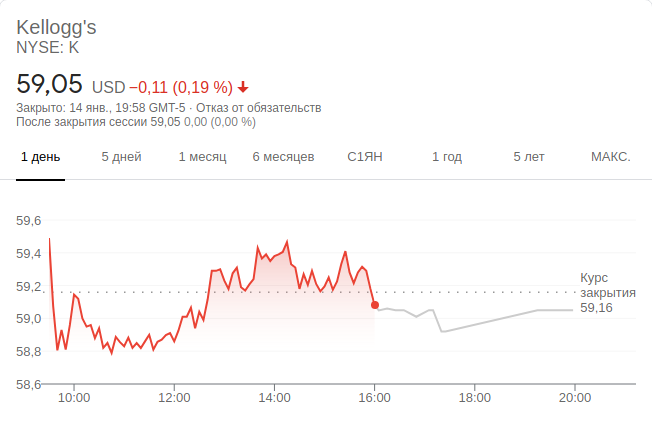 Kellogg's
NYSE: K
59,05 USD −0,11 (0,19 %)
Закрыто: 14 янв., 19:58 GMT-5 · Отказ от обязательств
После закрытия сессии 59,05 0,00 (0,00 %)
1 день 5 дней 1 месяц 6 месяцев С1ЯН 1 год 5 лет МАКС.
59,6
59,4
59,2
59,0
58,8
58,6
Курс
закрытия
59,16
10:00 12:00 14:00 16:00 18:00 20:00